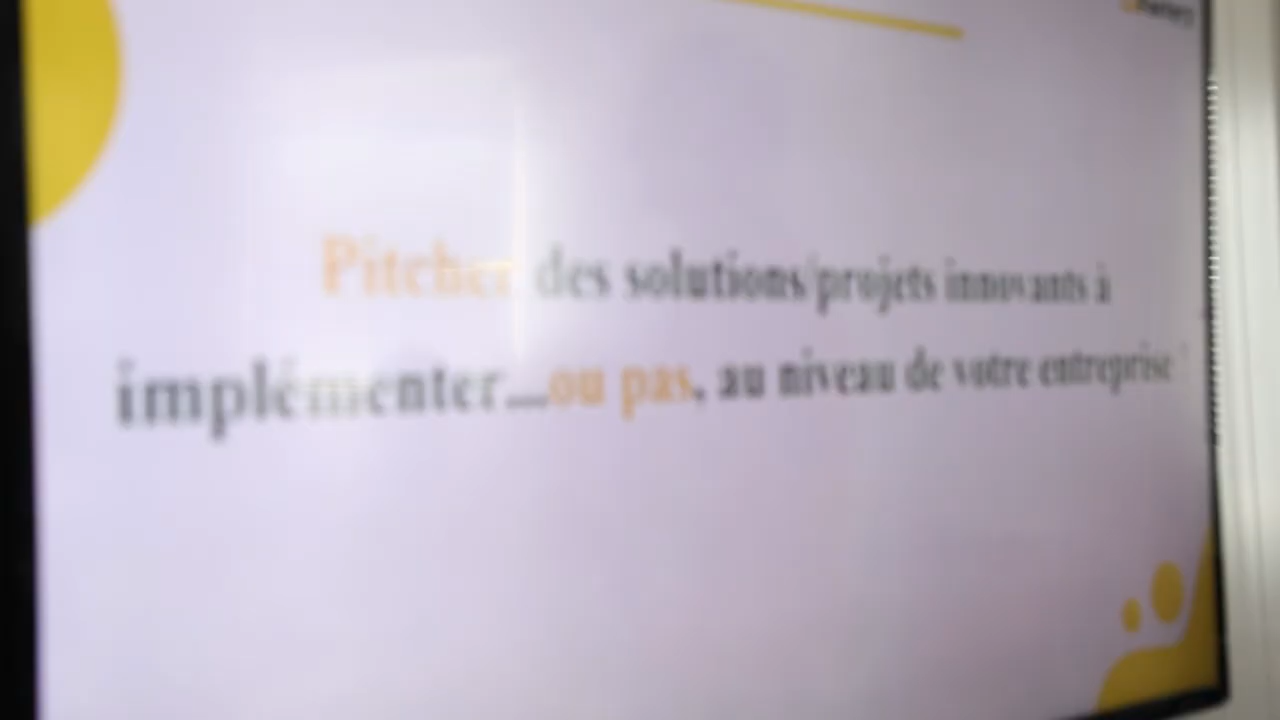 Pitcher des solutions/projets innovants à
implémenter...ou pas, au niveau de votre entreprise